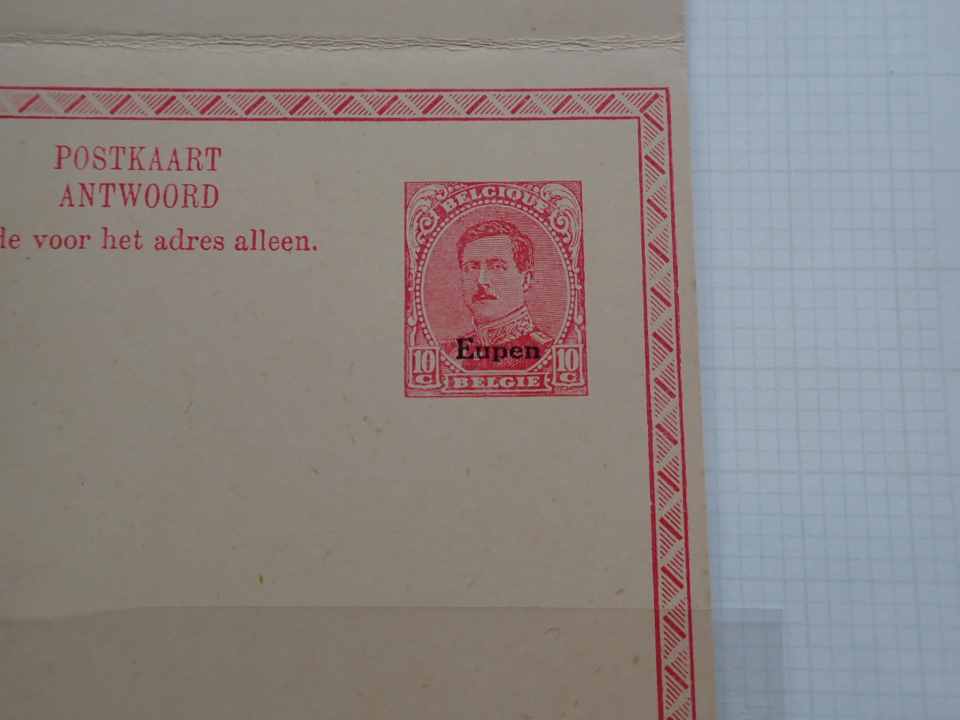 POSTKAART
ANTWOORD
de voor het adres alleen.
BELGIQUE
Eupen
10 C 10 C
BELGIE